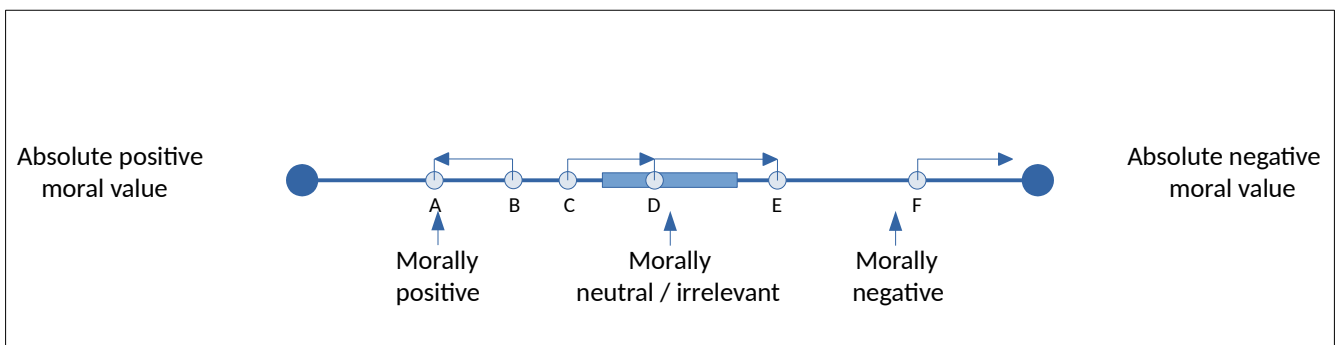 Absolute positive
moral value
Absolute negative
moral value
A
B
C
D
E
F
Morally
positive
Morally
neutral / irrelevant
Morally
negative